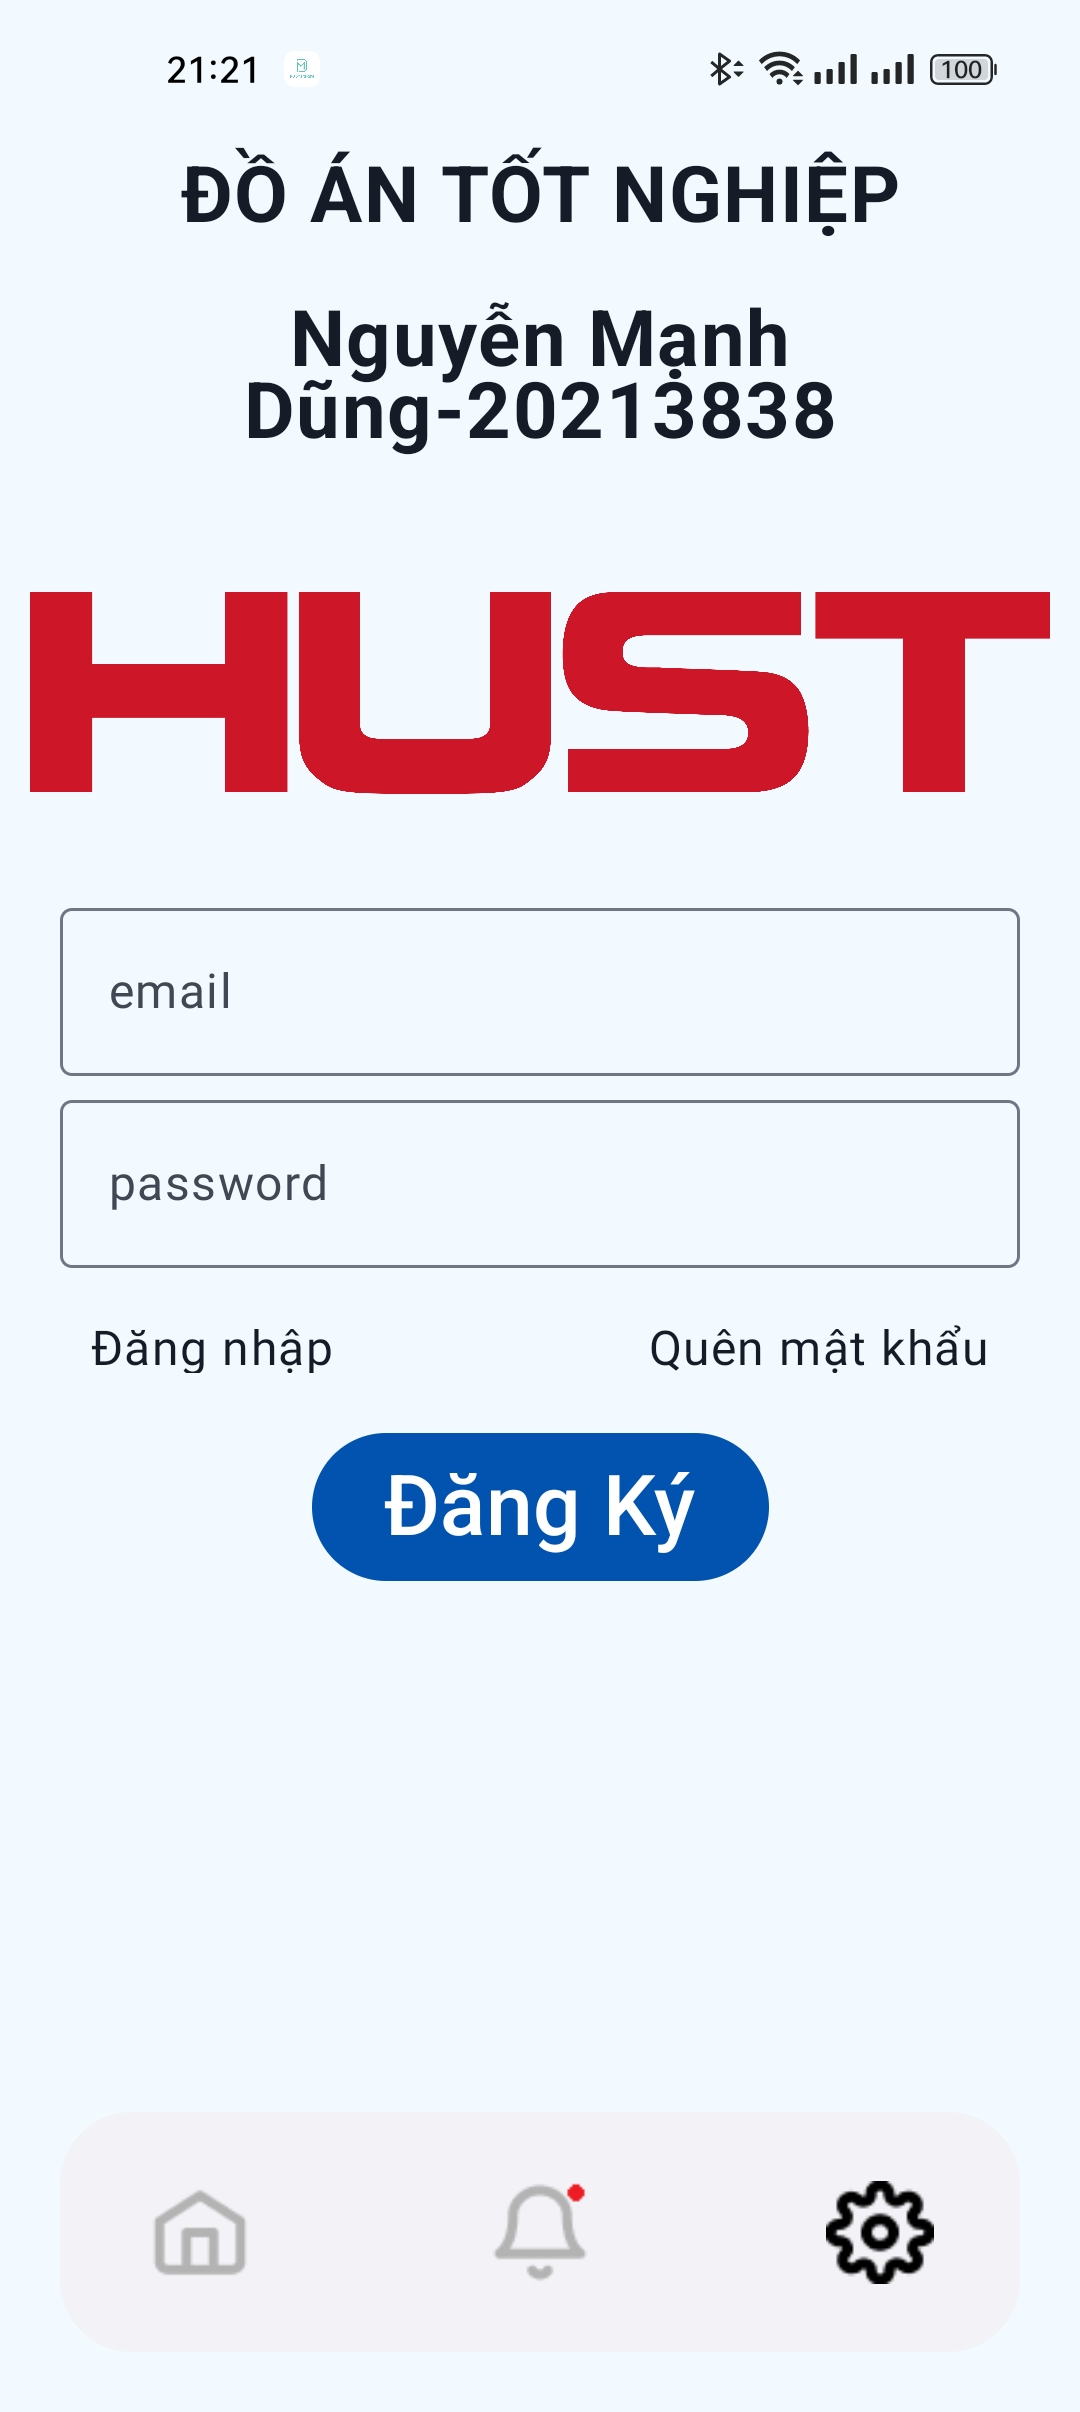 21:21
100
ĐỒ ÁN TỐT NGHIỆP
Nguyễn Mạnh
Dũng-20213838
HUST
email
password
Đăng nhập
Quên mật khẩu
Đăng Ký